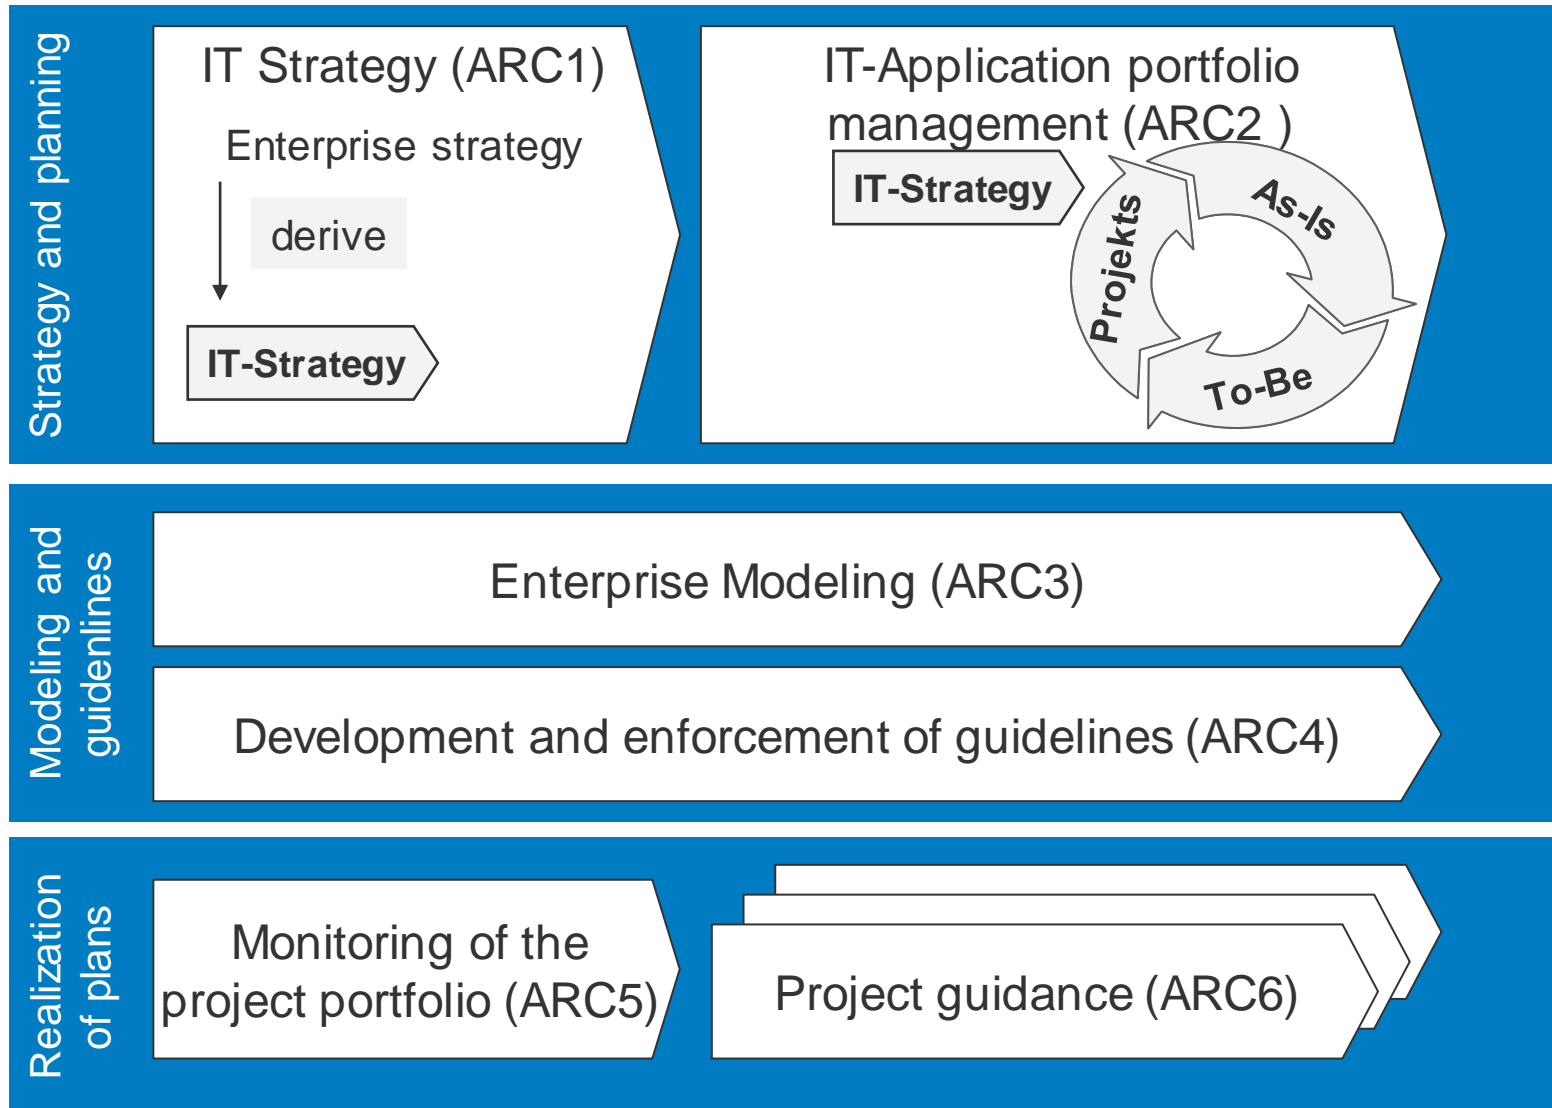 Strategy and planning
IT Strategy (ARC1)
Enterprise strategy
derive
IT-Strategy
IT-Application portfolio
management (ARC2 )
IT-Strategy
As-Is
To-Be
Projekts
Modeling and
guidenlines
Enterprise Modeling (ARC3)
Development and enforcement of guidelines (ARC4)
Realization
of plans
Monitoring of the
project portfolio (ARC5)
Project guidance (ARC6)